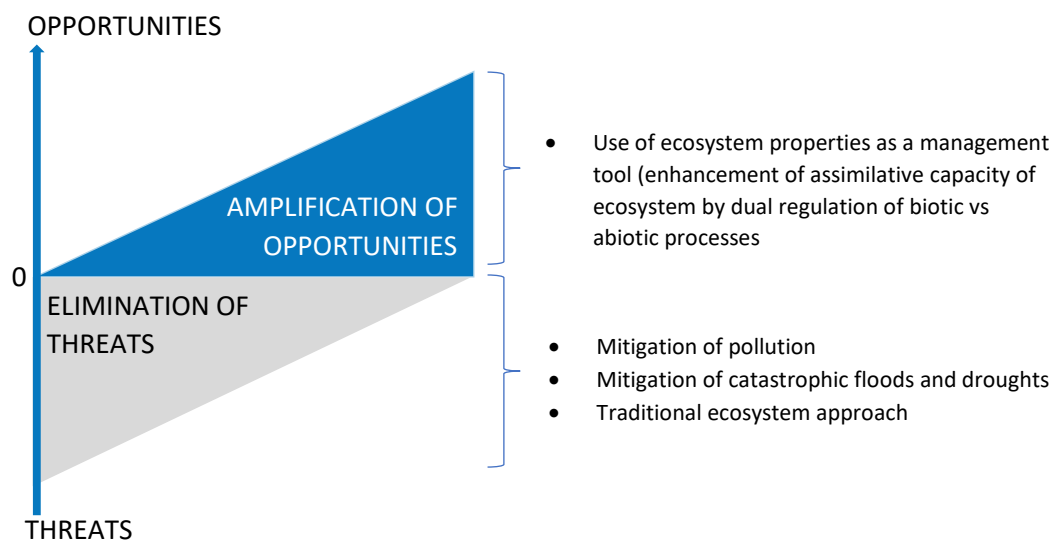 OPPORTUNITIES
AMPLIFICATION OF
OPPORTUNITIES
• Use of ecosystem properties as a management
tool (enhancement of assimilative capacity of
ecosystem by dual regulation of biotic vs
abiotic processes
0
ELIMINATION OF
THREATS
• Mitigation of pollution
• Mitigation of catastrophic floods and droughts
• Traditional ecosystem approach
THREATS